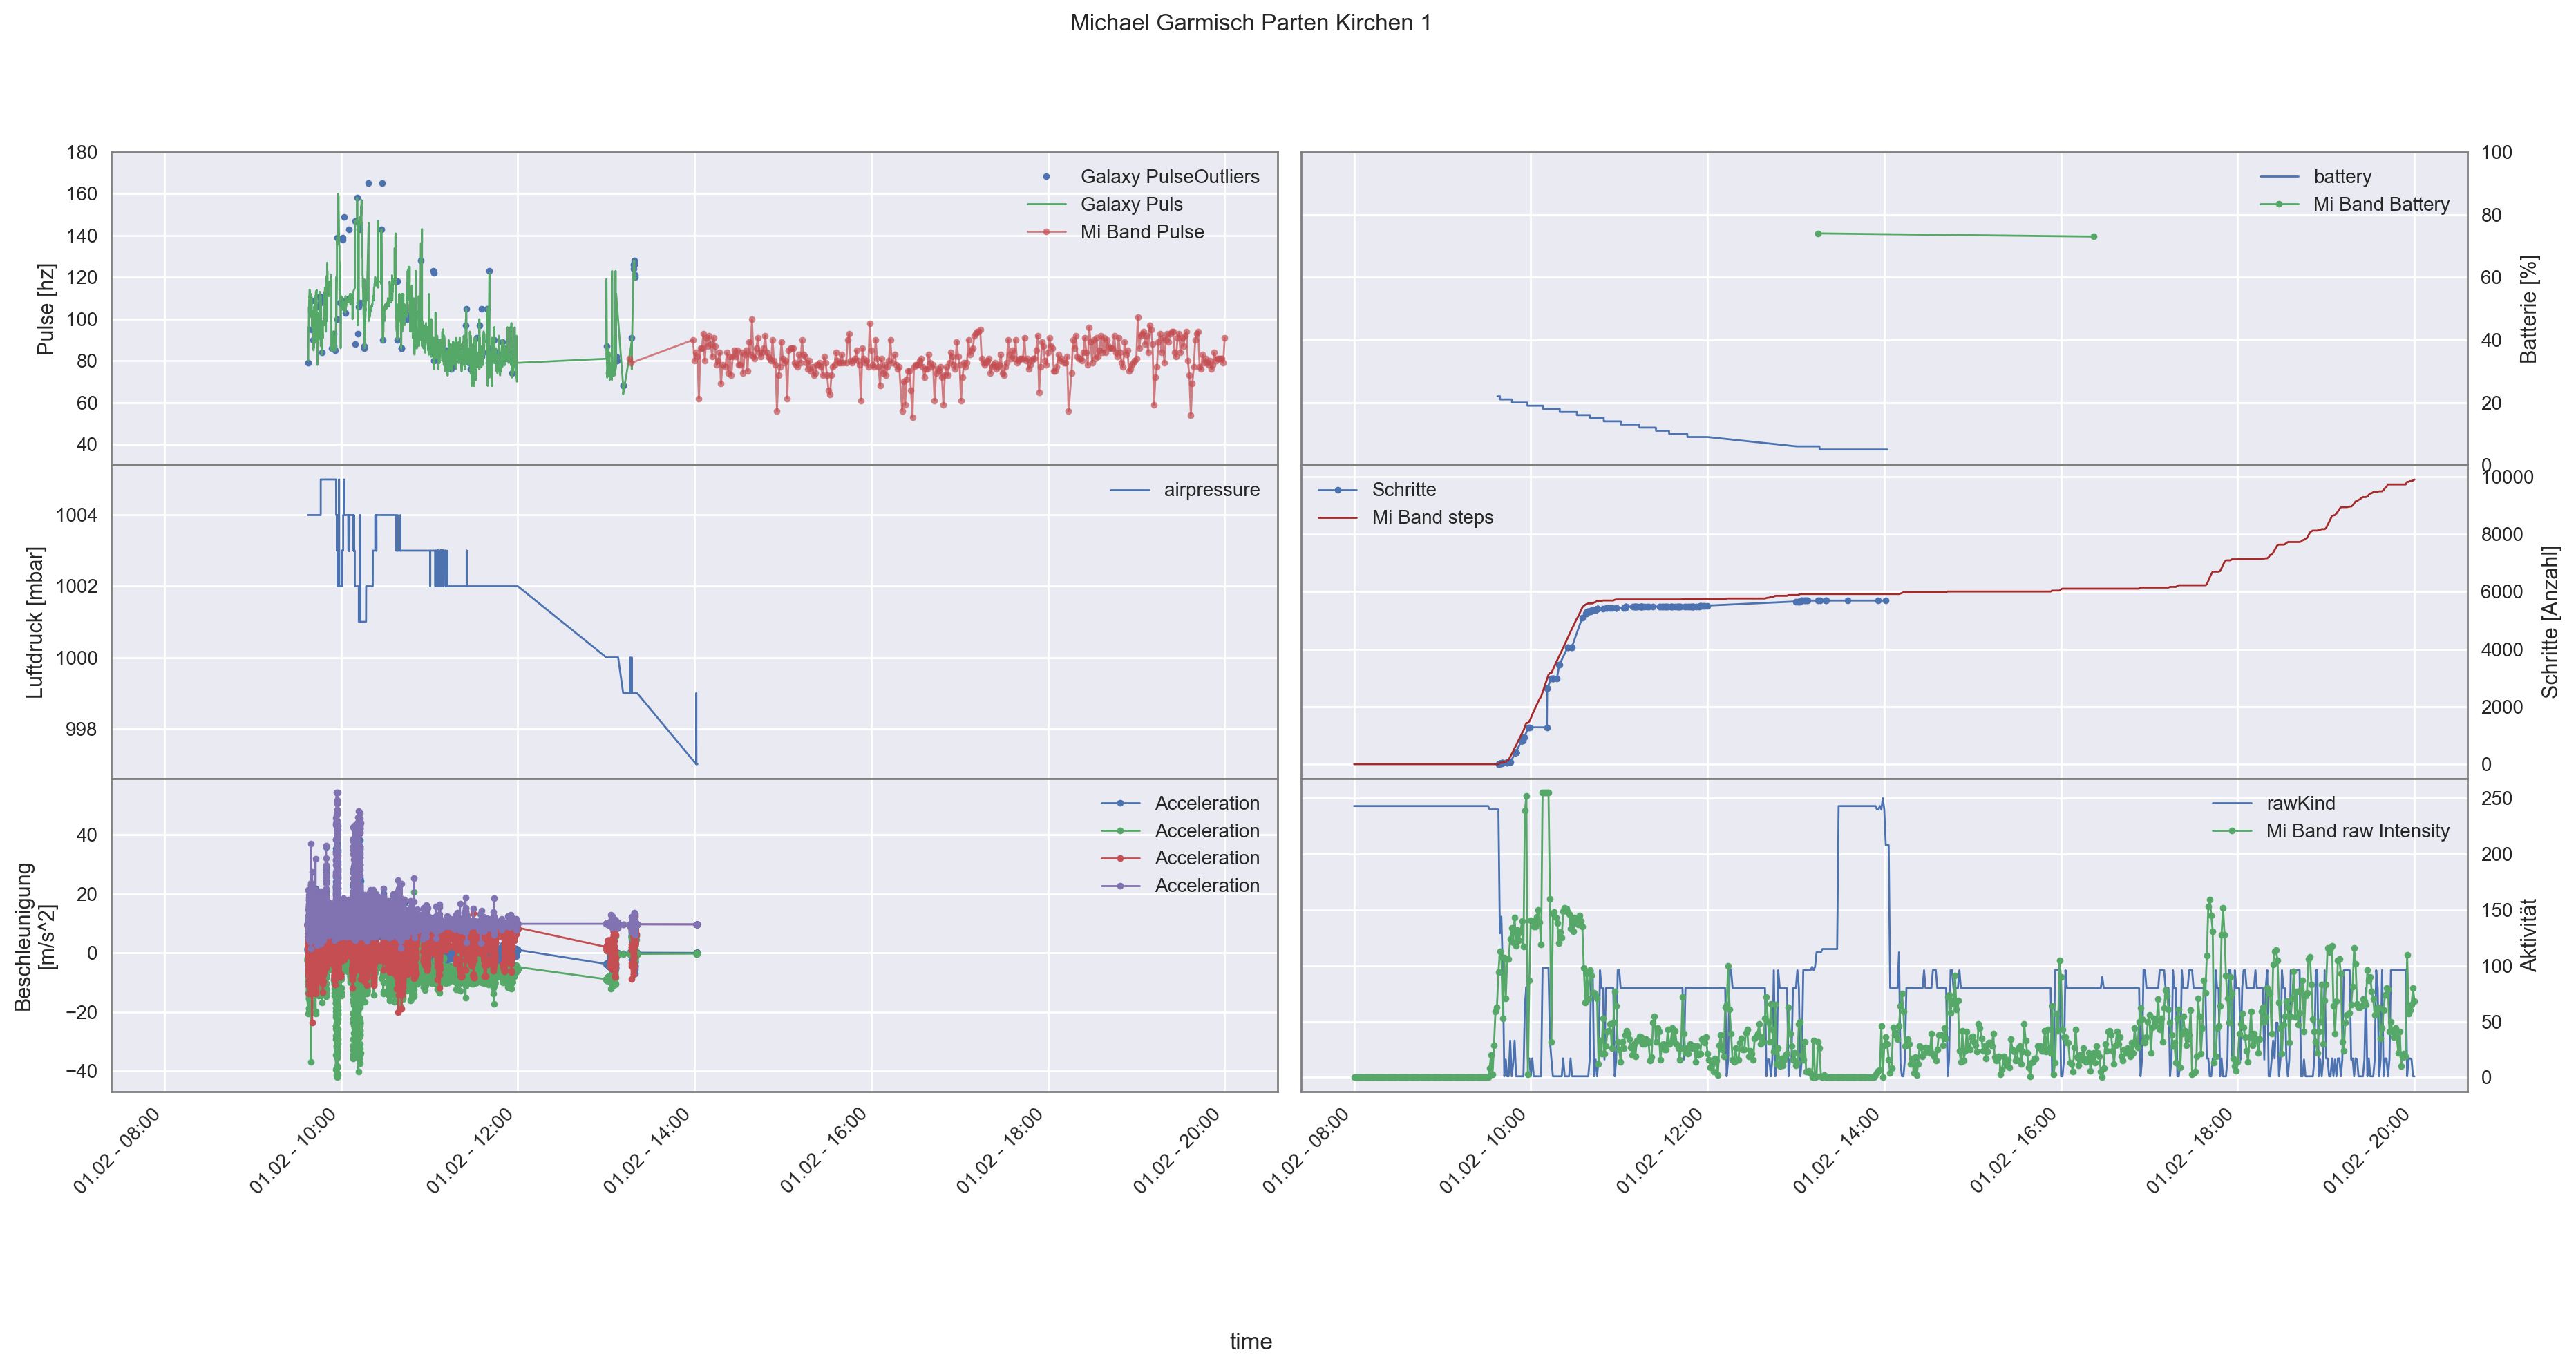 Michael Garmisch Parten Kirchen 1
180
160
140
120
100
80
60
40
Pulse [hz]
Galaxy PulseOutliers
Galaxy Puls
Mi Band Pulse
100
80
60
40
20
0
Batterie [%]
battery
Mi Band Battery
1004
1002
1000
998
Luftdruck [mbar]
airpressure
10000
8000
6000
4000
2000
0
Schritte [Anzahl]
Schritte
Mi Band steps
40
20
0
−20
−40
Beschleunigung
[m/s^2]
Acceleration
Acceleration
Acceleration
Acceleration
250
200
150
100
50
0
Aktivität
rawKind
Mi Band raw Intensity
01.02 - 08:00
01.02 - 10:00
01.02 - 12:00
01.02 - 14:00
01.02 - 16:00
01.02 - 18:00
01.02 - 20:00
01.02 - 08:00
01.02 - 10:00
01.02 - 12:00
01.02 - 14:00
01.02 - 16:00
01.02 - 18:00
01.02 - 20:00
time